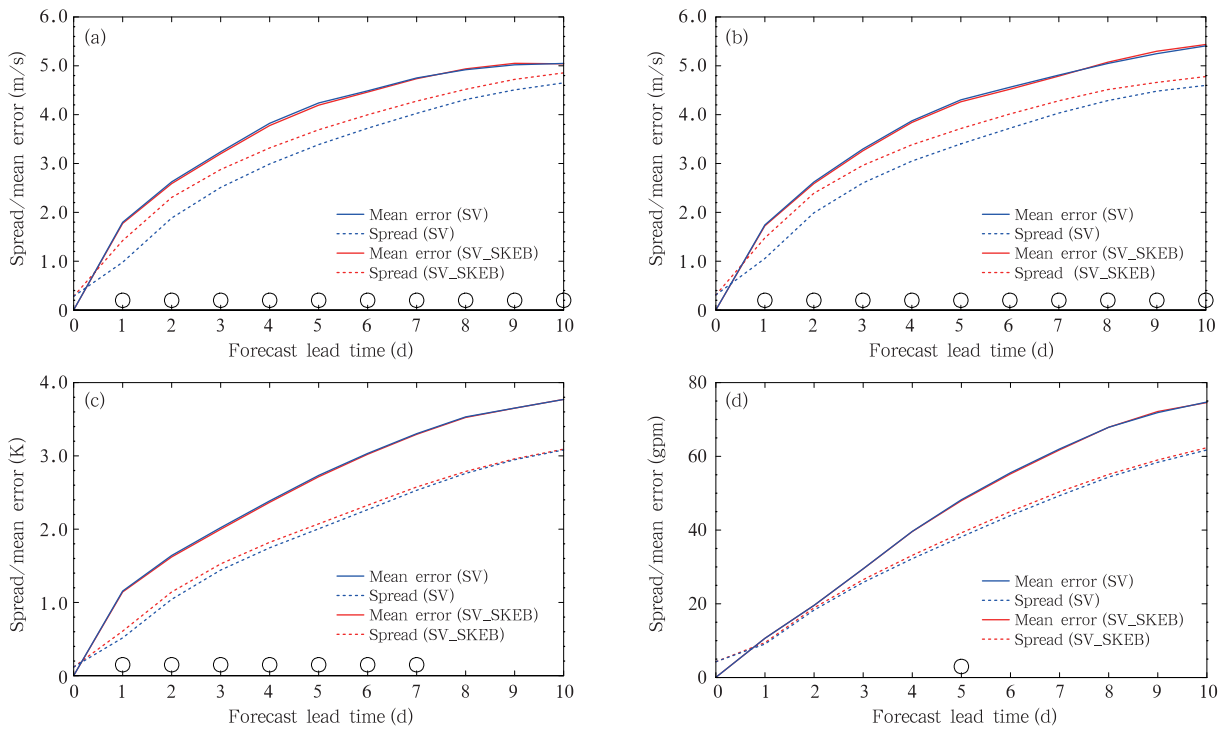 (a)
Spread/mean error (m/s)
6.0
5.0
4.0
3.0
2.0
1.0
0
Mean error (SV)
Spread (SV)
Mean error (SV_SKEB)
Spread (SV_SKEB)
0 1 2 3 4 5 6 7 8 9 10
Forecast lead time (d)
(b)
Spread/mean error (m/s)
6.0
5.0
4.0
3.0
2.0
1.0
0
Mean error (SV)
Spread (SV)
Mean error (SV_SKEB)
Spread (SV_SKEB)
0 1 2 3 4 5 6 7 8 9 10
Forecast lead time (d)
(c)
Spread/mean error (K)
4.0
3.0
2.0
1.0
0
Mean error (SV)
Spread (SV)
Mean error (SV_SKEB)
Spread (SV_SKEB)
0 1 2 3 4 5 6 7 8 9 10
Forecast lead time (d)
(d)
Spread/mean error (gpm)
80
60
40
20
0
Mean error (SV)
Spread (SV)
Mean error (SV_SKEB)
Spread (SV_SKEB)
0 1 2 3 4 5 6 7 8 9 10
Forecast lead time (d)